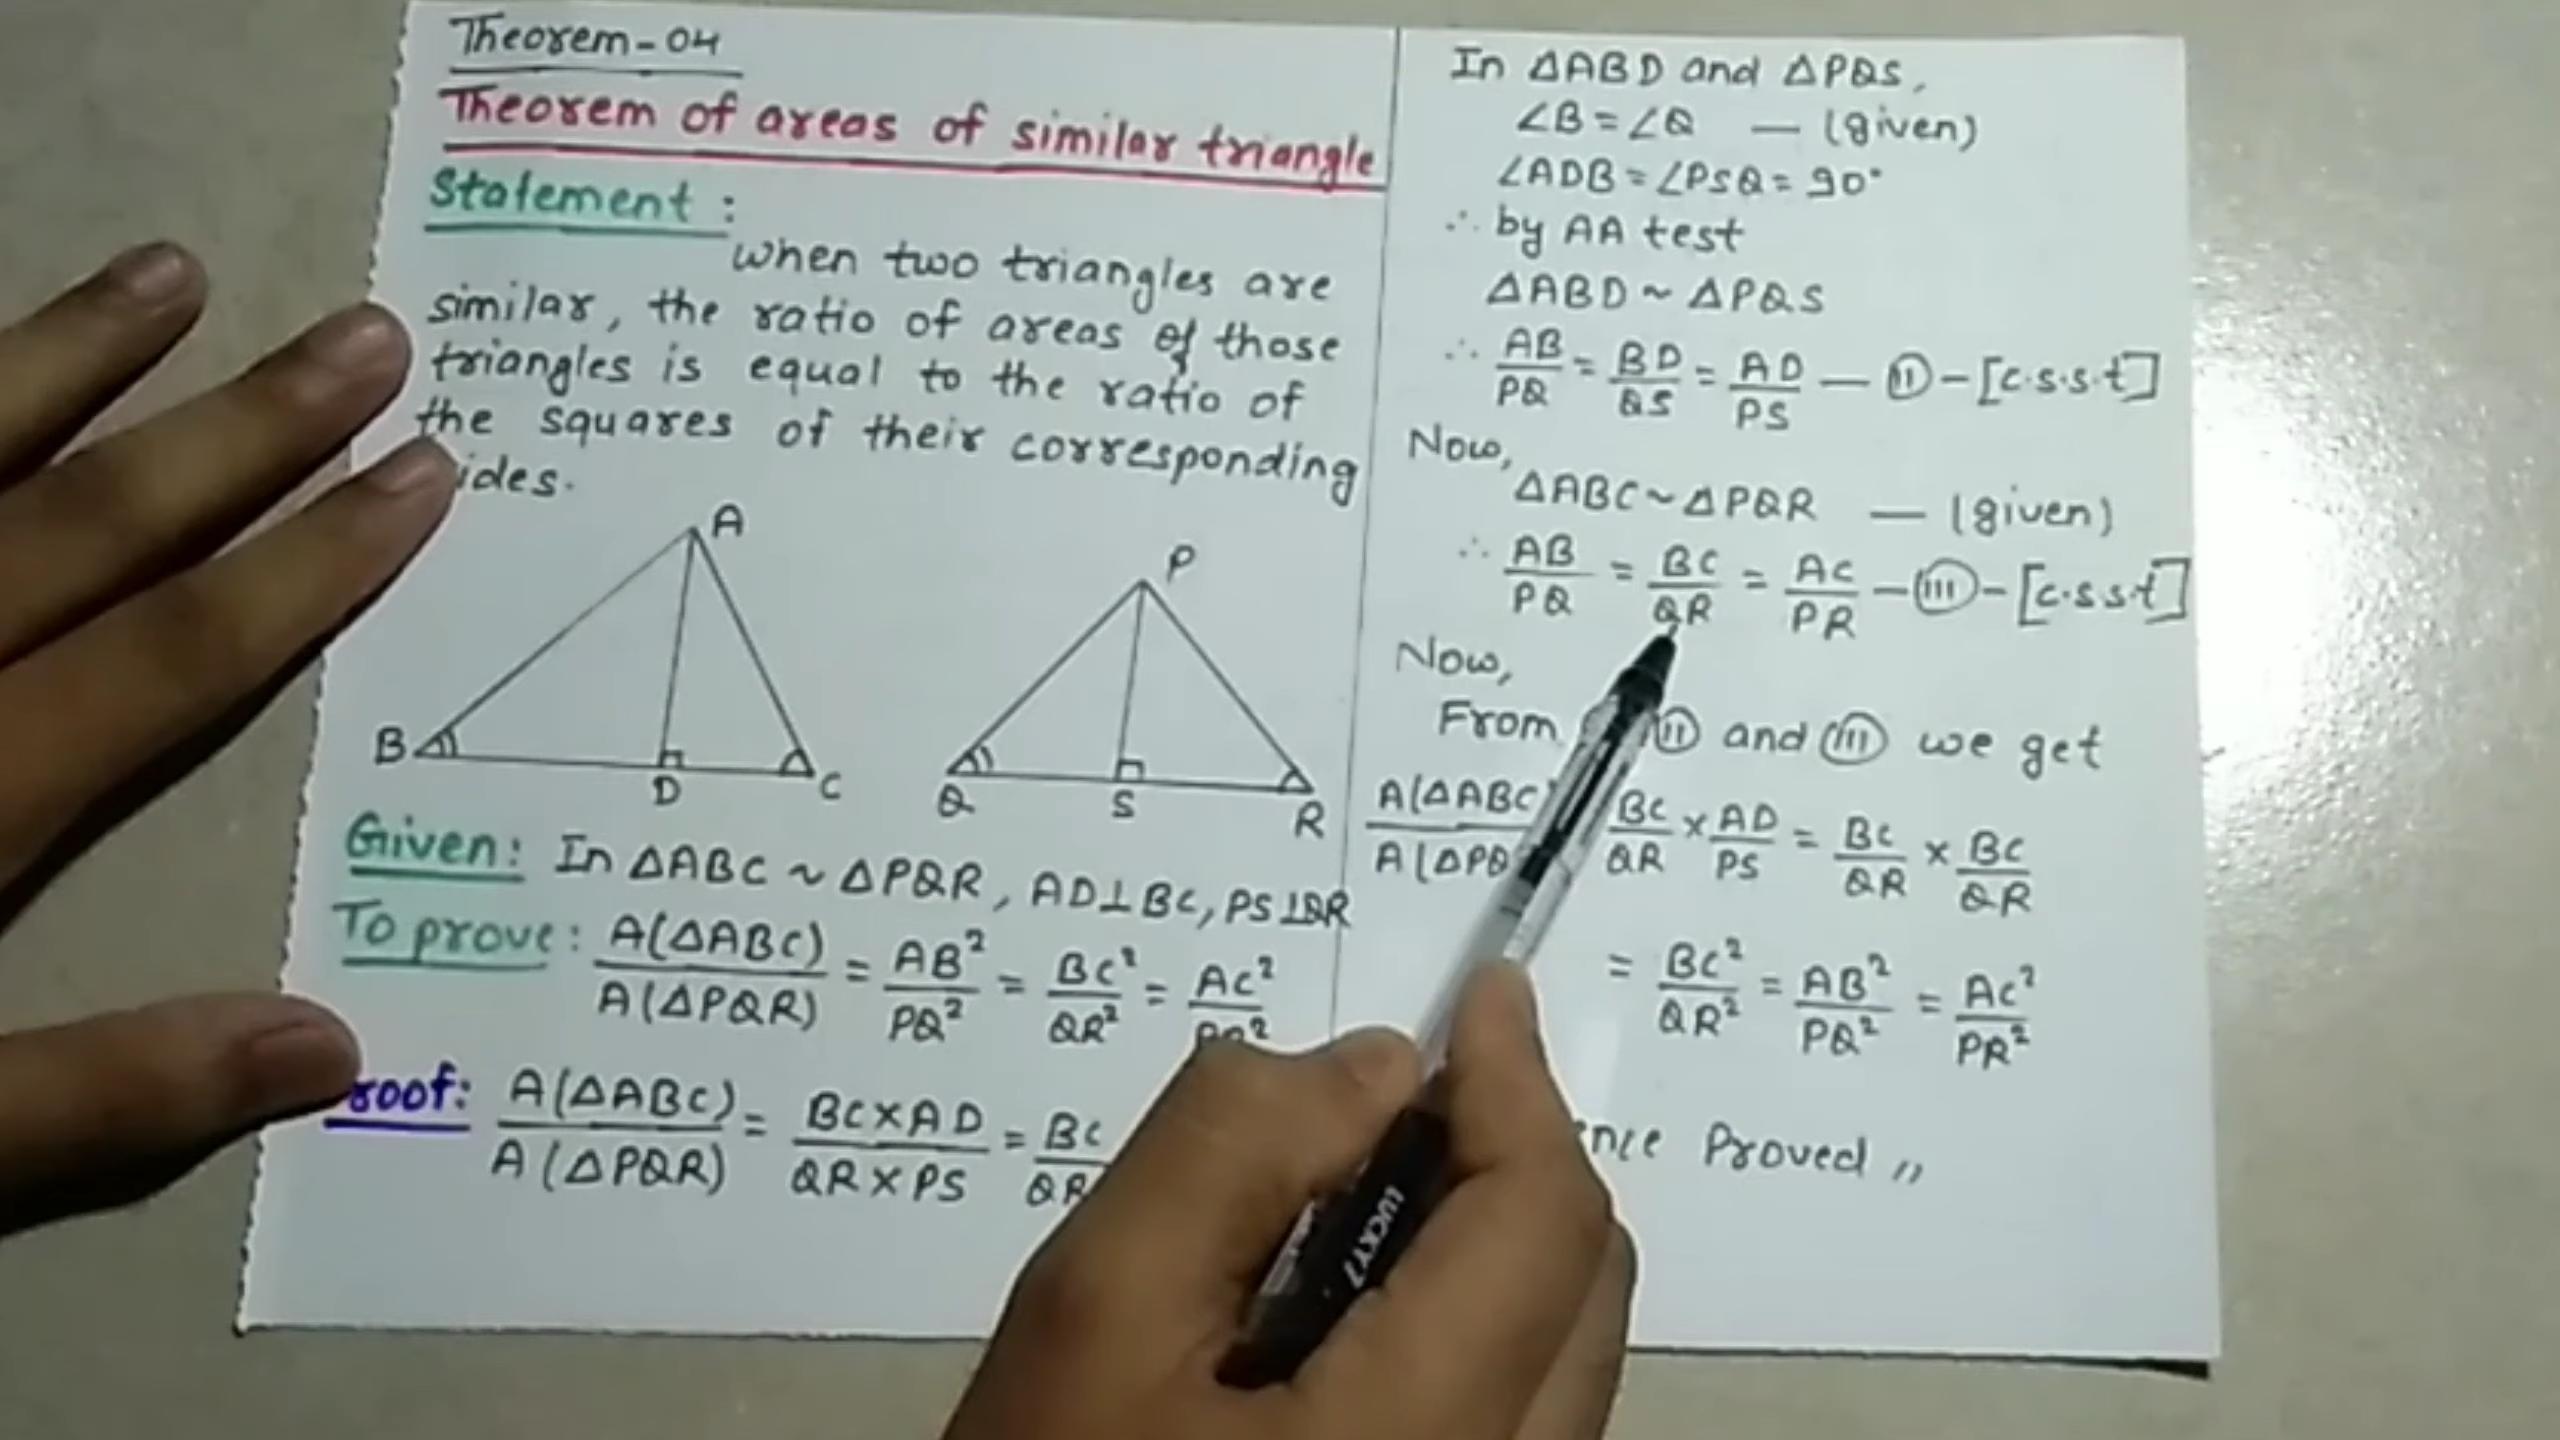 Theorem-04
Theorem of areas of similar triangle
Statement :
When two triangles are
similar, the ratio of areas of those
triangles is equal to the ratio of
the squares of their corresponding
ides.
A
B
D
C
P
Q
S
R
Given: In ΔABC ~ ΔPQR, AD⊥BC, PS⊥QR
To prove: A(ΔABC)/A(ΔPQR) = AB²/PQ² = BC²/QR² = AC²/PR²
roof: A(ΔABC)/A(ΔPQR) = BC×AD/QR×PS = BC/QR
In ΔABD and ΔPQS,
∠B = ∠Q — (given)
∠ADB = ∠PSQ = 90°
∴ by AA test
ΔABD ~ ΔPQS
∴ AB/PQ = BD/QS = AD/PS — (II) – [c.s.s.t]
Now,
ΔABC ~ ΔPQR — (given)
∴ AB/PQ = BC/QR = AC/PR – (III) – [c.s.s.t]
Now,
From (II) and (III) we get
A(ΔABC)/A(ΔPQ BC/QR × AD/PS = BC/QR × BC/QR
= BC²/QR² = AB²/PQ² = AC²/PR²
nce Proved ,,
LUCKY7